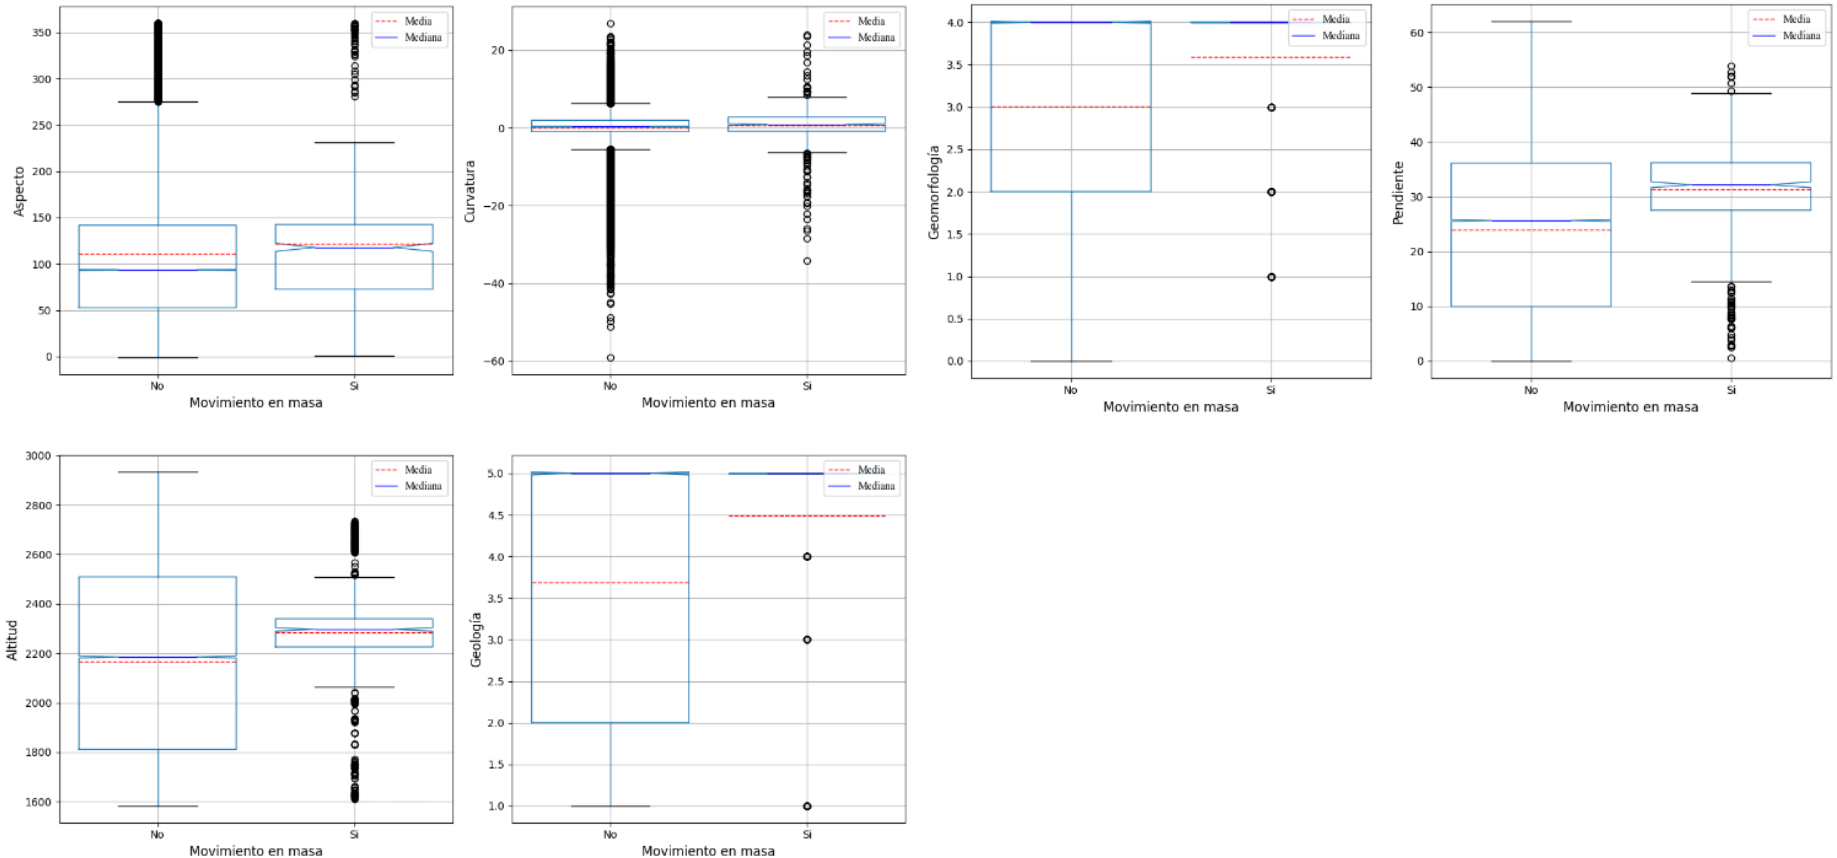 Aspecto
350
300
250
200
150
100
50
0
Media
Mediana
No
Si
Movimiento en masa
Curvatura
20
0
−20
−40
−60
Media
Mediana
No
Si
Movimiento en masa
Geomorfología
4.0
3.5
3.0
2.5
2.0
1.5
1.0
0.5
0.0
Media
Mediana
No
Si
Movimiento en masa
Pendiente
60
50
40
30
20
10
0
Media
Mediana
No
Si
Movimiento en masa
Altitud
3000
2800
2600
2400
2200
2000
1800
1600
Media
Mediana
No
Si
Movimiento en masa
Geología
5.0
4.5
4.0
3.5
3.0
2.5
2.0
1.5
1.0
Media
Mediana
No
Si
Movimiento en masa